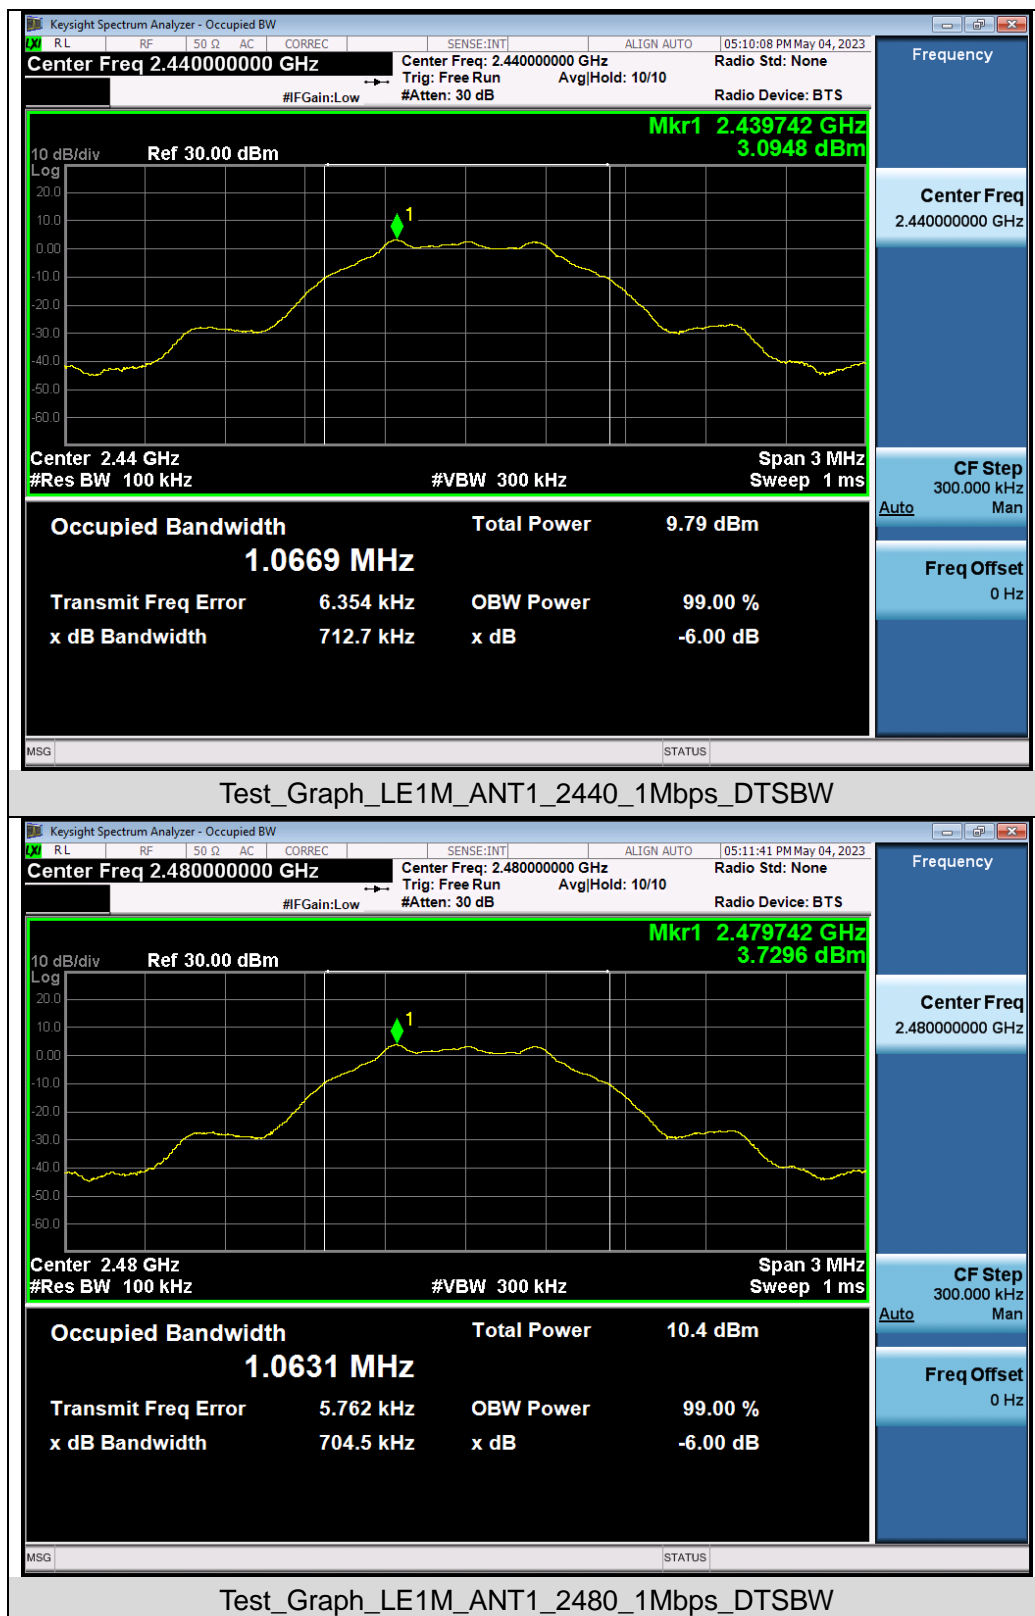 Keysight Spectrum Analyzer - Occupied BW
LXI RL RF 50 Ω AC CORREC SENSE:INT ALIGN AUTO 05:10:08 PM May 04, 2023
Center Freq 2.440000000 GHz Center Freq: 2.440000000 GHz Radio Std: None
Trig: Free Run Avg|Hold: 10/10
#IFGain:Low #Atten: 30 dB Radio Device: BTS
Frequency
Mkr1 2.439742 GHz
3.0948 dBm
10 dB/div Ref 30.00 dBm
Log
20.0
10.0
0.00
-10.0
-20.0
-30.0
-40.0
-50.0
-60.0
1
Center 2.44 GHz Span 3 MHz
#Res BW 100 kHz #VBW 300 kHz Sweep 1 ms
Center Freq
2.440000000 GHz
CF Step
300.000 kHz
Auto Man
Freq Offset
0 Hz
Occupied Bandwidth Total Power 9.79 dBm
1.0669 MHz
Transmit Freq Error 6.354 kHz OBW Power 99.00 %
x dB Bandwidth 712.7 kHz x dB -6.00 dB
MSG STATUS
Test_Graph_LE1M_ANT1_2440_1Mbps_DTSBW
Keysight Spectrum Analyzer - Occupied BW
LXI RL RF 50 Ω AC CORREC SENSE:INT ALIGN AUTO 05:11:41 PM May 04, 2023
Center Freq 2.480000000 GHz Center Freq: 2.480000000 GHz Radio Std: None
Trig: Free Run Avg|Hold: 10/10
#IFGain:Low #Atten: 30 dB Radio Device: BTS
Frequency
Mkr1 2.479742 GHz
3.7296 dBm
10 dB/div Ref 30.00 dBm
Log
20.0
10.0
0.00
-10.0
-20.0
-30.0
-40.0
-50.0
-60.0
1
Center 2.48 GHz Span 3 MHz
#Res BW 100 kHz #VBW 300 kHz Sweep 1 ms
Center Freq
2.480000000 GHz
CF Step
300.000 kHz
Auto Man
Freq Offset
0 Hz
Occupied Bandwidth Total Power 10.4 dBm
1.0631 MHz
Transmit Freq Error 5.762 kHz OBW Power 99.00 %
x dB Bandwidth 704.5 kHz x dB -6.00 dB
MSG STATUS
Test_Graph_LE1M_ANT1_2480_1Mbps_DTSBW